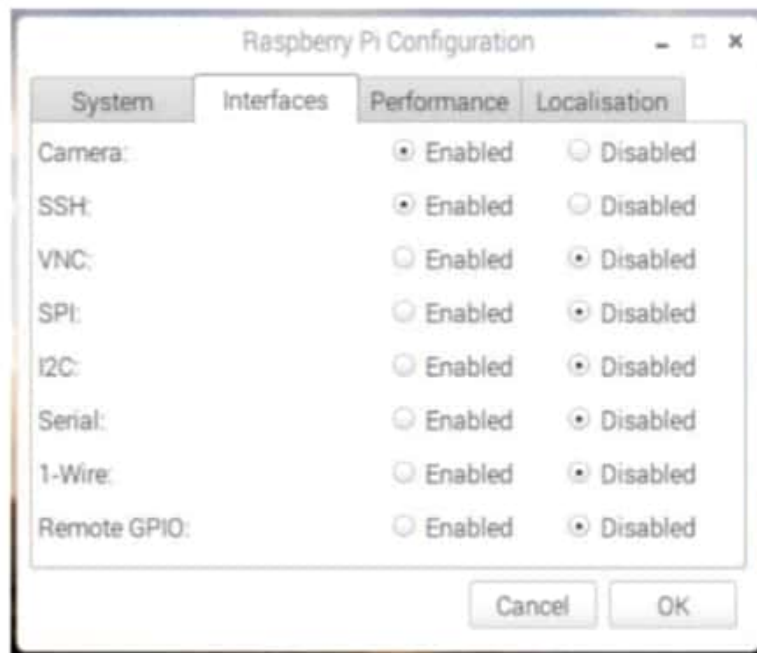 Raspberry Pi Configuration
System Interfaces Performance Localisation
Camera: Enabled Disabled
SSH: Enabled Disabled
VNC: Enabled Disabled
SPI: Enabled Disabled
I2C: Enabled Disabled
Serial: Enabled Disabled
1-Wire: Enabled Disabled
Remote GPIO: Enabled Disabled
Cancel OK